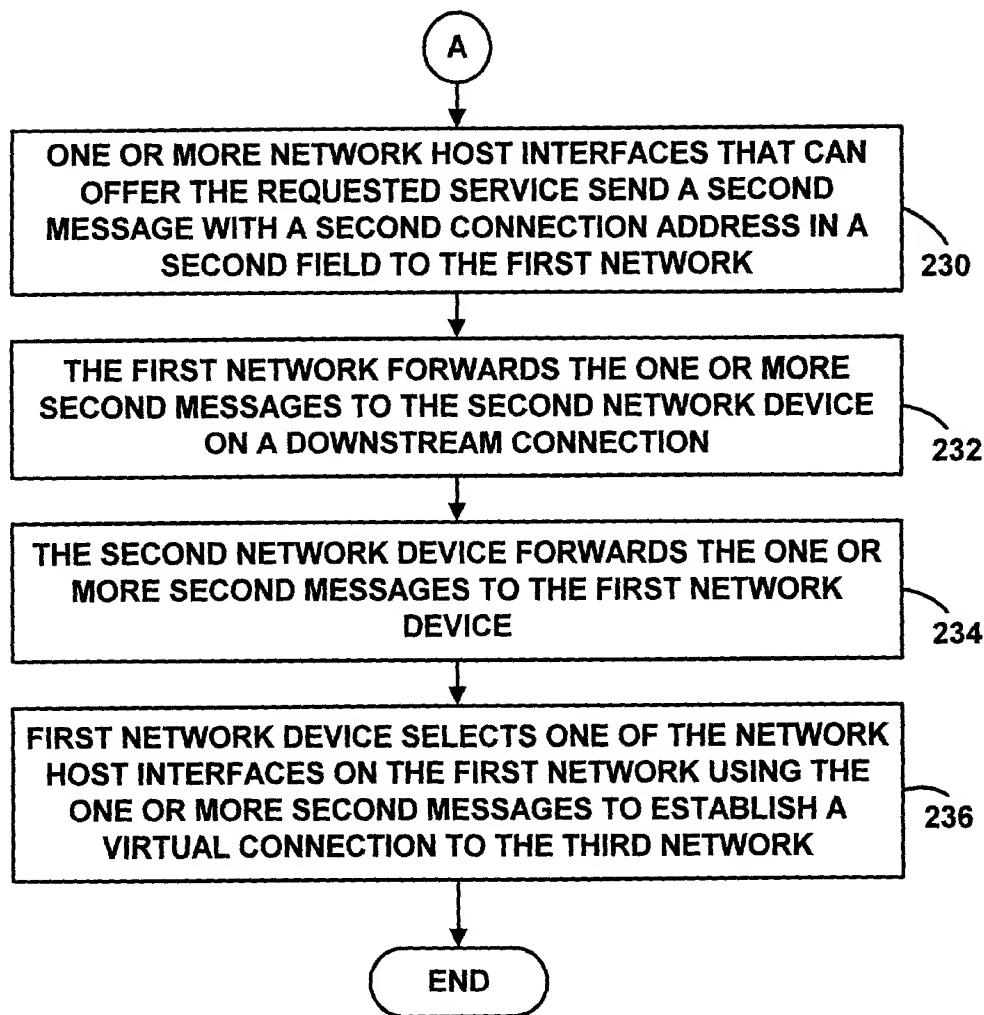 A
ONE OR MORE NETWORK HOST INTERFACES THAT CAN
OFFER THE REQUESTED SERVICE SEND A SECOND
MESSAGE WITH A SECOND CONNECTION ADDRESS IN A
SECOND FIELD TO THE FIRST NETWORK
230
THE FIRST NETWORK FORWARDS THE ONE OR MORE
SECOND MESSAGES TO THE SECOND NETWORK DEVICE
ON A DOWNSTREAM CONNECTION
232
THE SECOND NETWORK DEVICE FORWARDS THE ONE OR
MORE SECOND MESSAGES TO THE FIRST NETWORK
DEVICE
234
FIRST NETWORK DEVICE SELECTS ONE OF THE NETWORK
HOST INTERFACES ON THE FIRST NETWORK USING THE
ONE OR MORE SECOND MESSAGES TO ESTABLISH A
VIRTUAL CONNECTION TO THE THIRD NETWORK
236
END